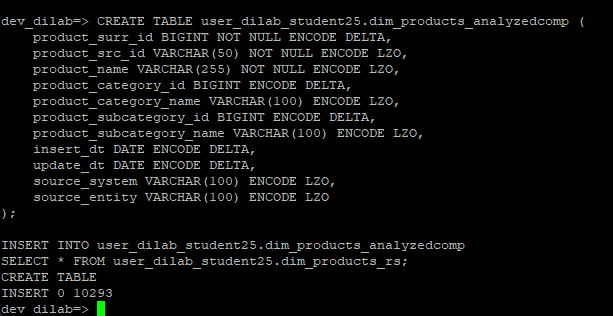 dev_dilab=> CREATE TABLE user_dilab_student25.dim_products_analyzedcomp (
    product_surr_id BIGINT NOT NULL ENCODE DELTA,
    product_src_id VARCHAR(50) NOT NULL ENCODE LZO,
    product_name VARCHAR(255) NOT NULL ENCODE LZO,
    product_category_id BIGINT ENCODE DELTA,
    product_category_name VARCHAR(100) ENCODE LZO,
    product_subcategory_id BIGINT ENCODE DELTA,
    product_subcategory_name VARCHAR(100) ENCODE LZO,
    insert_dt DATE ENCODE DELTA,
    update_dt DATE ENCODE DELTA,
    source_system VARCHAR(100) ENCODE LZO,
    source_entity VARCHAR(100) ENCODE LZO
);

INSERT INTO user_dilab_student25.dim_products_analyzedcomp
SELECT * FROM user_dilab_student25.dim_products_rs;
CREATE TABLE
INSERT 0 10293
dev_dilab=>